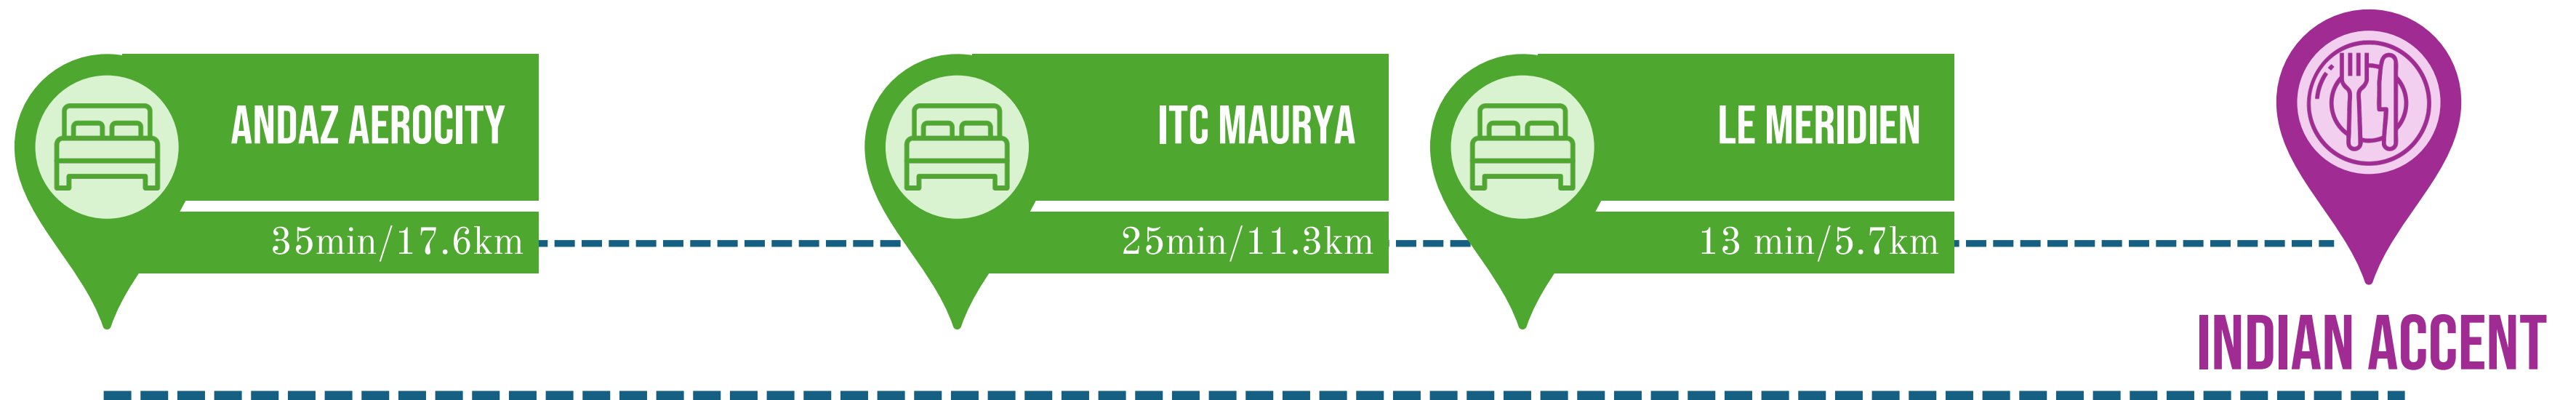 ANDAZ AEROCITY
35min/17.6km
ITC MAURYA
25min/11.3km
LE MERIDIEN
13 min/5.7km
INDIAN ACCENT